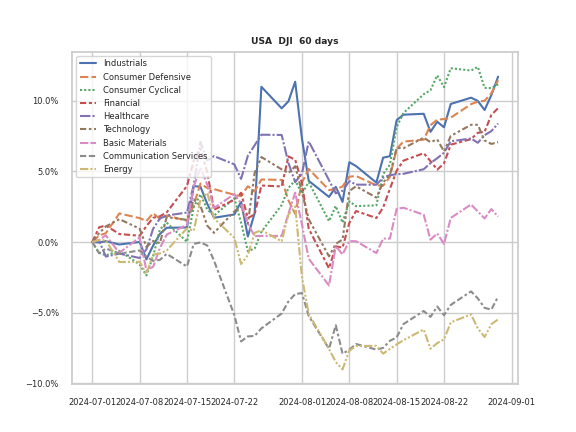 USA DJI 60 days
Industrials
Consumer Defensive
Consumer Cyclical
Financial
Healthcare
Technology
Basic Materials
Communication Services
Energy
10.0%
5.0%
0.0%
−5.0%
−10.0%
2024-07-01 2024-07-08 2024-07-15 2024-07-22 2024-08-01 2024-08-08 2024-08-15 2024-08-22 2024-09-01